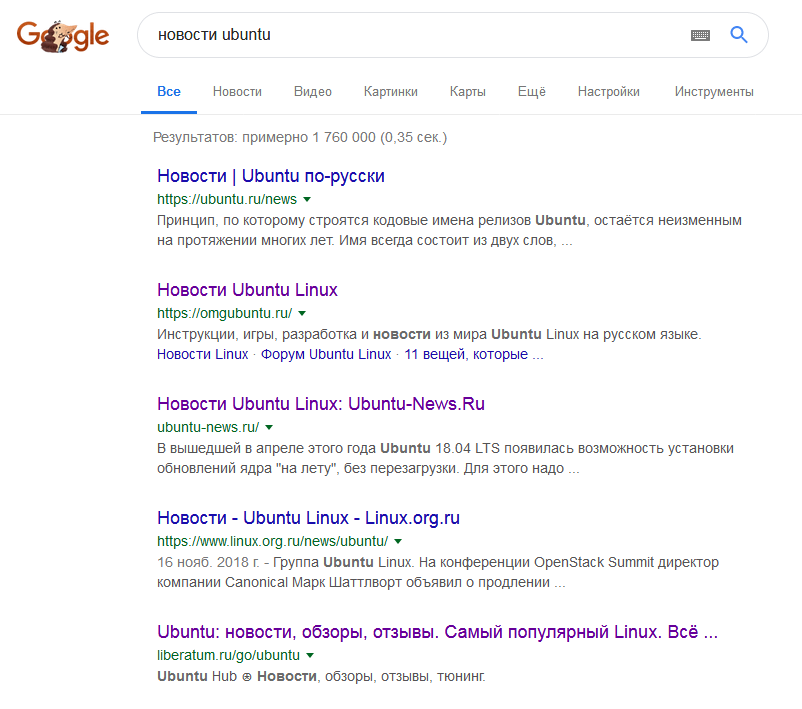 Google
новости ubuntu
Все Новости Видео Картинки Карты Ещё Настройки Инструменты
Результатов: примерно 1 760 000 (0,35 сек.)
Новости | Ubuntu по-русски
https://ubuntu.ru/news
Принцип, по которому строятся кодовые имена релизов Ubuntu, остаётся неизменным
на протяжении многих лет. Имя всегда состоит из двух слов, ...
Новости Ubuntu Linux
https://omgubuntu.ru/
Инструкции, игры, разработка и новости из мира Ubuntu Linux на русском языке.
Новости Linux · Форум Ubuntu Linux · 11 вещей, которые ...
Новости Ubuntu Linux: Ubuntu-News.Ru
ubuntu-news.ru/
В вышедшей в апреле этого года Ubuntu 18.04 LTS появилась возможность установки
обновлений ядра "на лету", без перезагрузки. Для этого надо ...
Новости - Ubuntu Linux - Linux.org.ru
https://www.linux.org.ru/news/ubuntu/
16 нояб. 2018 г. - Группа Ubuntu Linux. На конференции OpenStack Summit директор
компании Canonical Марк Шаттлворт объявил о продлении ...
Ubuntu: новости, обзоры, отзывы. Самый популярный Linux. Всё ...
liberatum.ru/go/ubuntu
Ubuntu Hub ⊛ Новости, обзоры, отзывы, тюнинг.